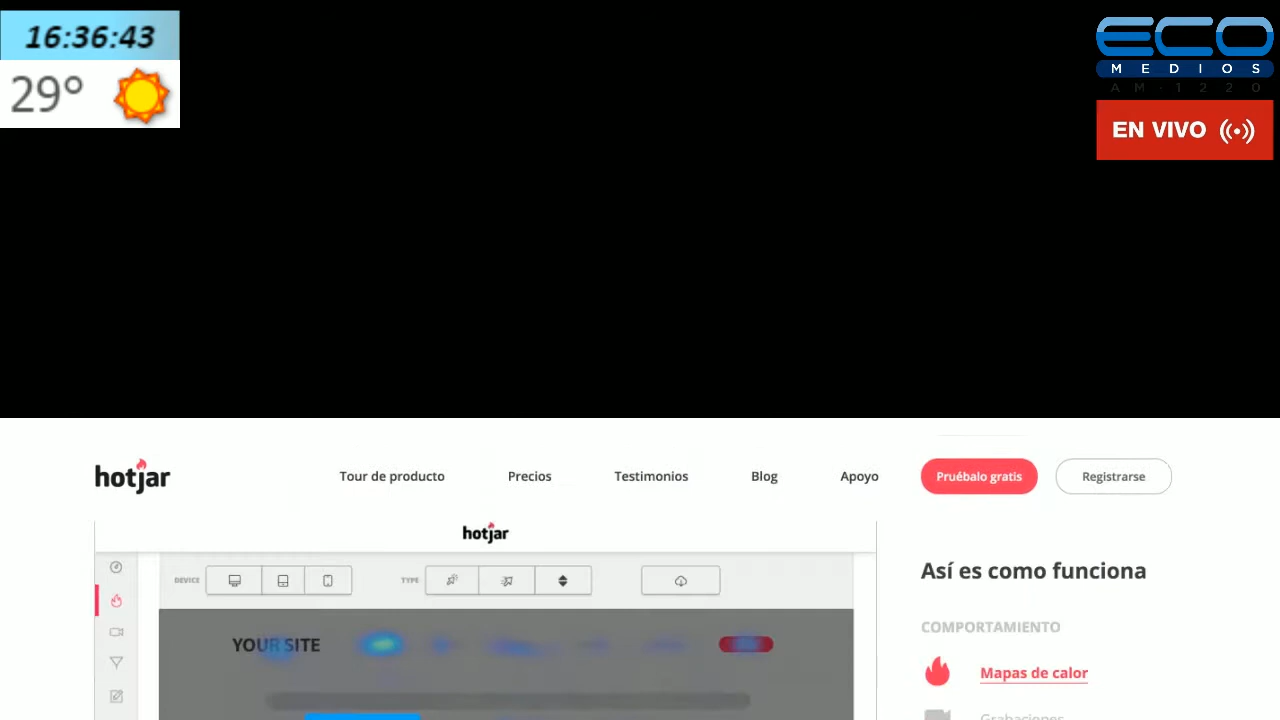 16:36:43
29°
ECO
MEDIOS
AM·1220
EN VIVO
hotjar
Tour de producto
Precios
Testimonios
Blog
Apoyo
Pruébalo gratis
Registrarse
hotjar
DEVICE
TYPE
YOUR SITE
Así es como funciona
COMPORTAMIENTO
Mapas de calor
Grabaciones